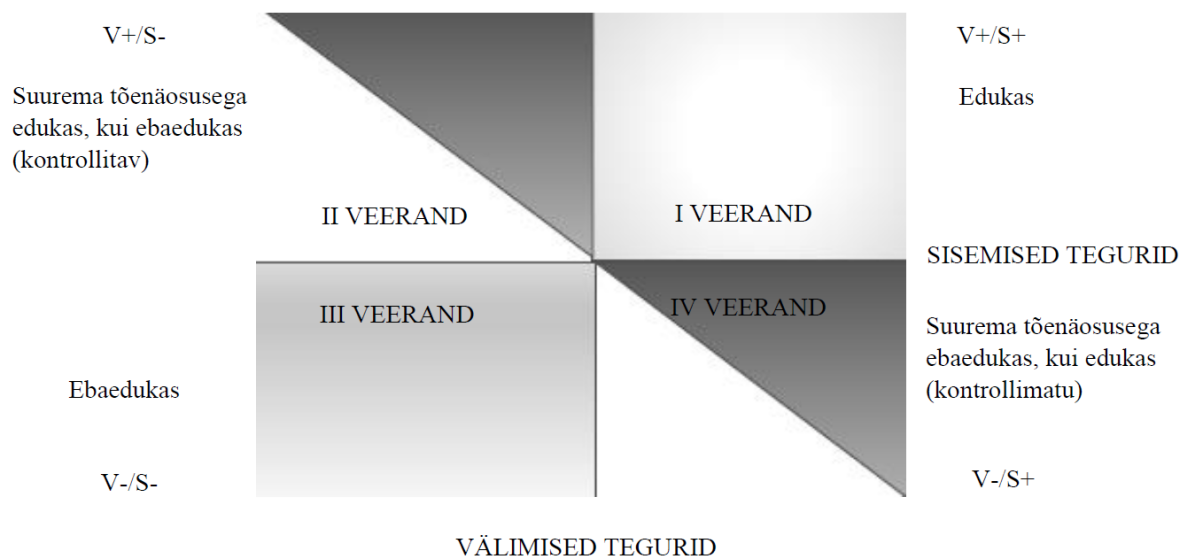 V+/S-
Suurema tõenäosusega
edukas, kui ebaedukas
(kontrollitav)
V+/S+
Edukas
II VEERAND
I VEERAND
SISEMISED TEGURID
III VEERAND
IV VEERAND
Suurema tõenäosusega
ebaedukas, kui edukas
(kontrollimatu)
Ebaedukas
V-/S-
V-/S+
VÄLIMISED TEGURID